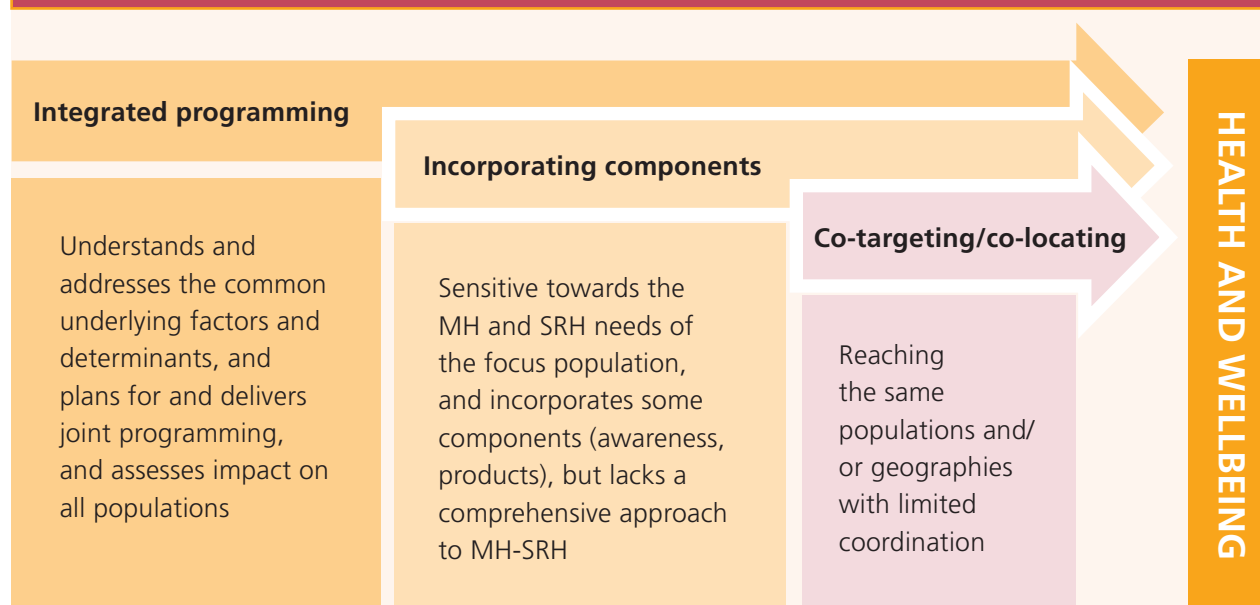 Integrated programming
Understands and
addresses the common
underlying factors and
determinants, and
plans for and delivers
joint programming,
and assesses impact on
all populations
Incorporating components
Sensitive towards the
MH and SRH needs of
the focus population,
and incorporates some
components (awareness,
products), but lacks a
comprehensive approach
to MH-SRH
Co-targeting/co-locating
Reaching
the same
populations and/
or geographies
with limited
coordination
HEALTH AND WELLBEING